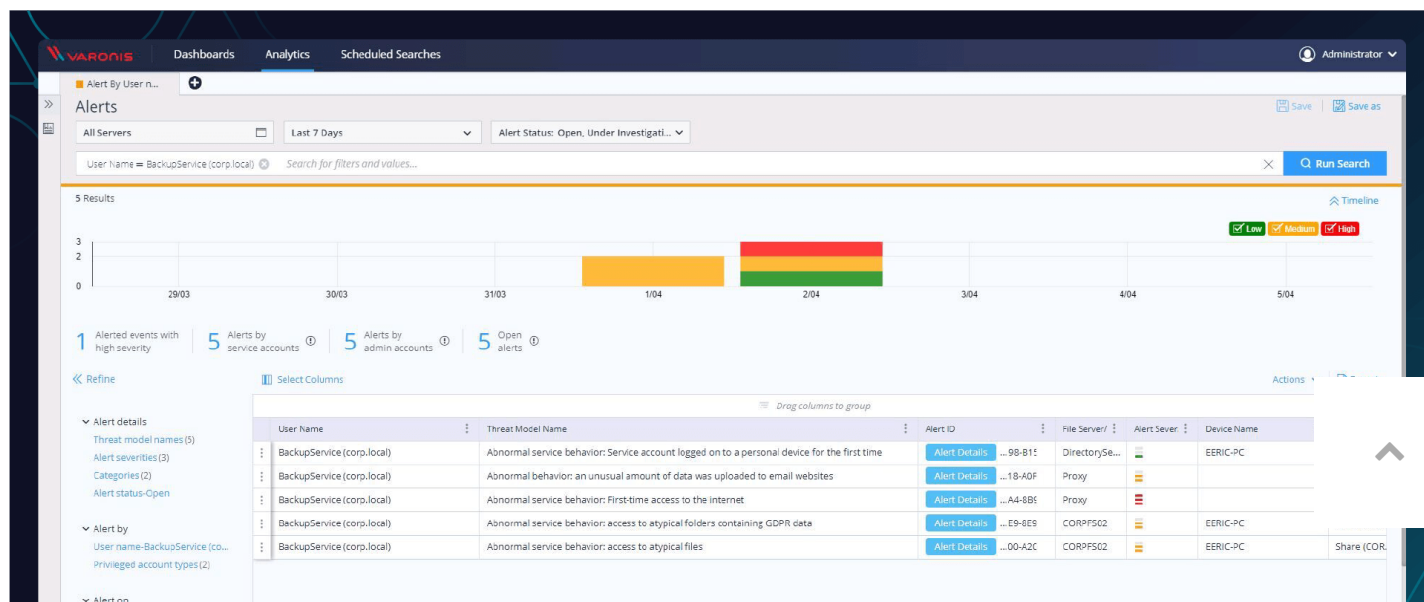 VARONIS Dashboards Analytics Scheduled Searches Administrator
Alert By User n...
Alerts Save Save as
All Servers Last 7 Days Alert Status: Open, Under Investigati...
User Name = BackupService (corp.local) Search for filters and values... Run Search
5 Results Timeline
Low Medium High
3
2
0
29/03 30/03 31/03 1/04 2/04 3/04 4/04 5/04
1 Alerted events with high severity 5 Alerts by service accounts 5 Alerts by admin accounts 5 Open alerts
Refine Select Columns Actions
Drag columns to group
User Name Threat Model Name Alert ID File Server/ Alert Sever Device Name
BackupService (corp.local) Abnormal service behavior: Service account logged on to a personal device for the first time Alert Details ...98-B15 DirectorySe... EERIC-PC
BackupService (corp.local) Abnormal behavior: an unusual amount of data was uploaded to email websites Alert Details ...18-A0F Proxy
BackupService (corp.local) Abnormal service behavior: First-time access to the internet Alert Details ...A4-8B9 Proxy
BackupService (corp.local) Abnormal service behavior: access to atypical folders containing GDPR data Alert Details ...E9-8E9 CORPFS02 EERIC-PC
BackupService (corp.local) Abnormal service behavior: access to atypical files Alert Details ...00-A2C CORPFS02 EERIC-PC Share (COR.
Alert details
Threat model names (5)
Alert severities (3)
Categories (2)
Alert status-Open
Alert by
User name-BackupService (co...
Privileged account types (2)
Alert on